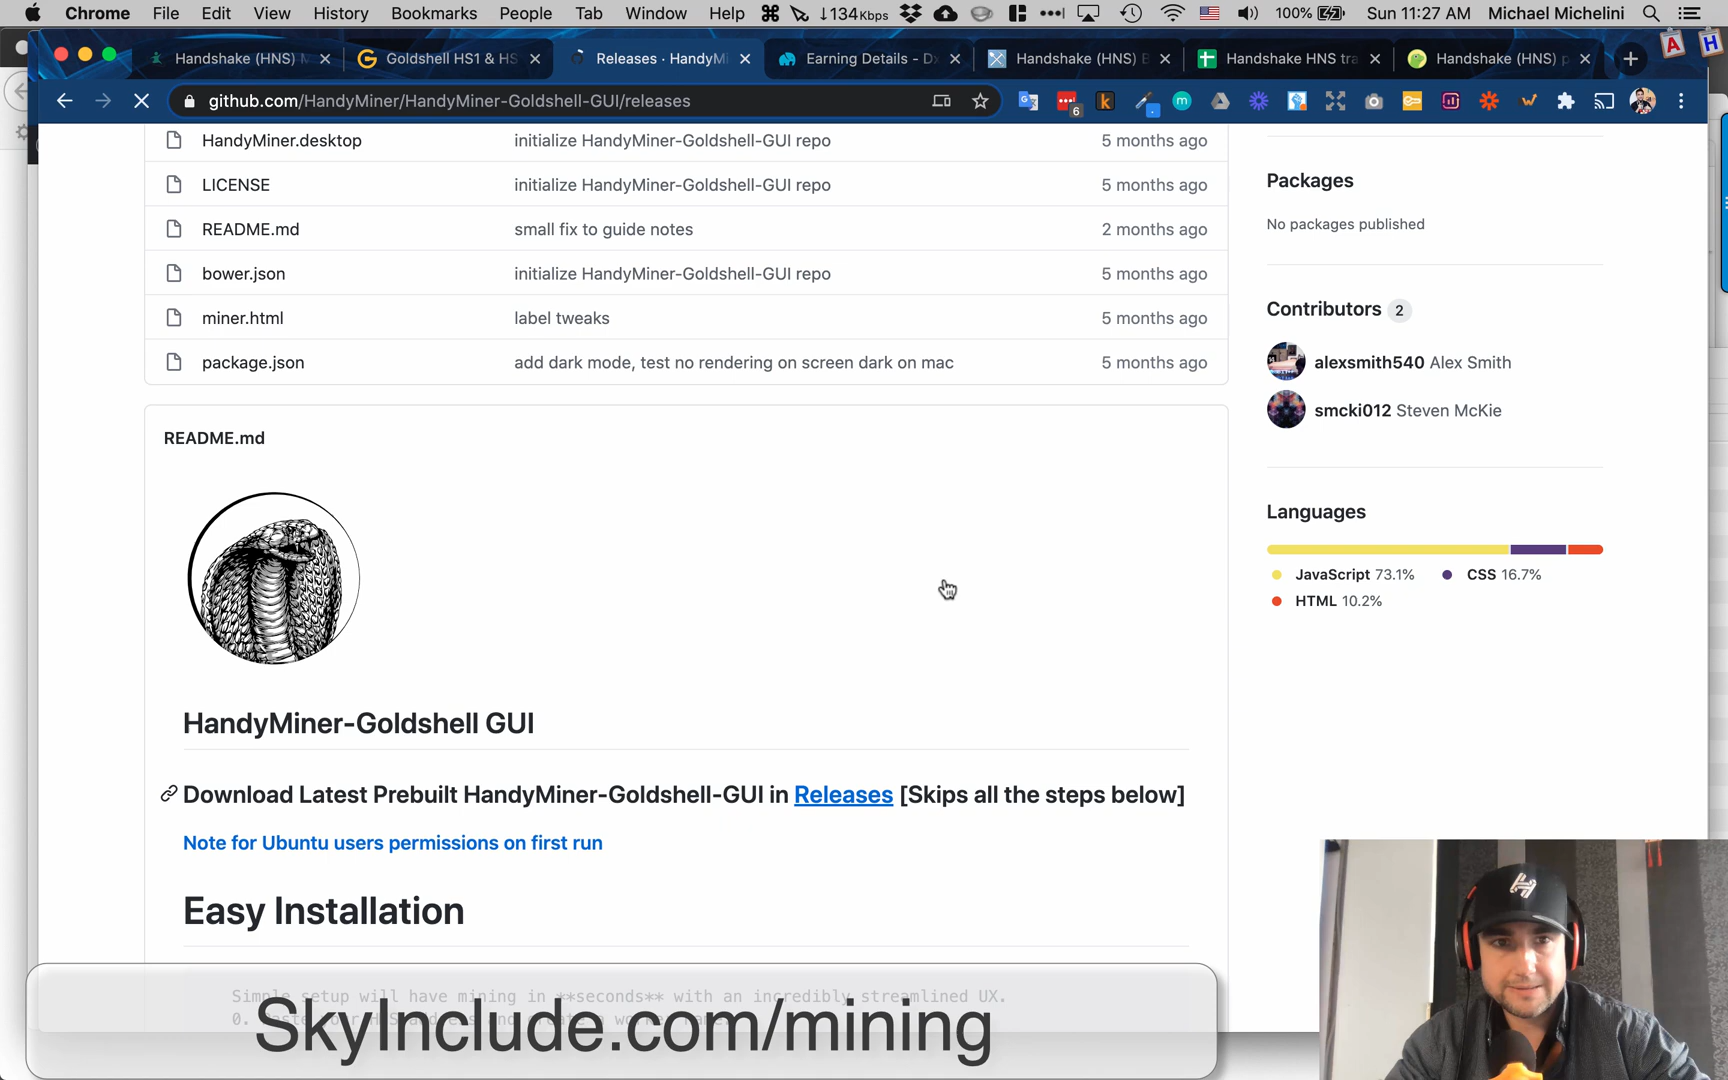 Chrome File Edit View History Bookmarks People Tab Window Help ↓134Kbps 100% Sun 11:27 AM Michael Michelini
Handshake (HNS) M Goldshell HS1 & HS Releases · HandyMi Earning Details - Dx Handshake (HNS) B Handshake HNS tra Handshake (HNS) p A H
github.com/HandyMiner/HandyMiner-Goldshell-GUI/releases 6 k m
HandyMiner.desktop initialize HandyMiner-Goldshell-GUI repo 5 months ago
LICENSE initialize HandyMiner-Goldshell-GUI repo 5 months ago
README.md small fix to guide notes 2 months ago
bower.json initialize HandyMiner-Goldshell-GUI repo 5 months ago
miner.html label tweaks 5 months ago
package.json add dark mode, test no rendering on screen dark on mac 5 months ago
Packages
No packages published
Contributors 2
alexsmith540 Alex Smith
smcki012 Steven McKie
Languages
JavaScript 73.1% CSS 16.7%
HTML 10.2%
README.md
HandyMiner-Goldshell GUI
Download Latest Prebuilt HandyMiner-Goldshell-GUI in Releases [Skips all the steps below]
Note for Ubuntu users permissions on first run
Easy Installation
Simple setup will have mining in **seconds** with an incredibly streamlined UX.
SkyInclude.com/mining